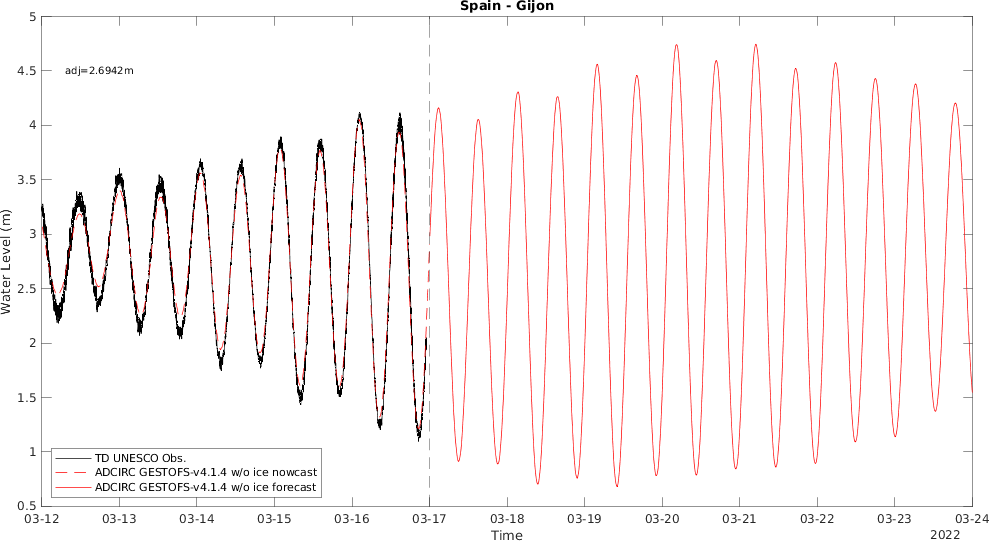 Spain - Gijon
adj=2.6942m
5
4.5
4
3.5
3
2.5
2
1.5
1
0.5
Water Level (m)
TD UNESCO Obs.
ADCIRC GESTOFS-v4.1.4 w/o ice nowcast
ADCIRC GESTOFS-v4.1.4 w/o ice forecast
03-12 03-13 03-14 03-15 03-16 03-17 03-18 03-19 03-20 03-21 03-22 03-23 03-24
Time
2022